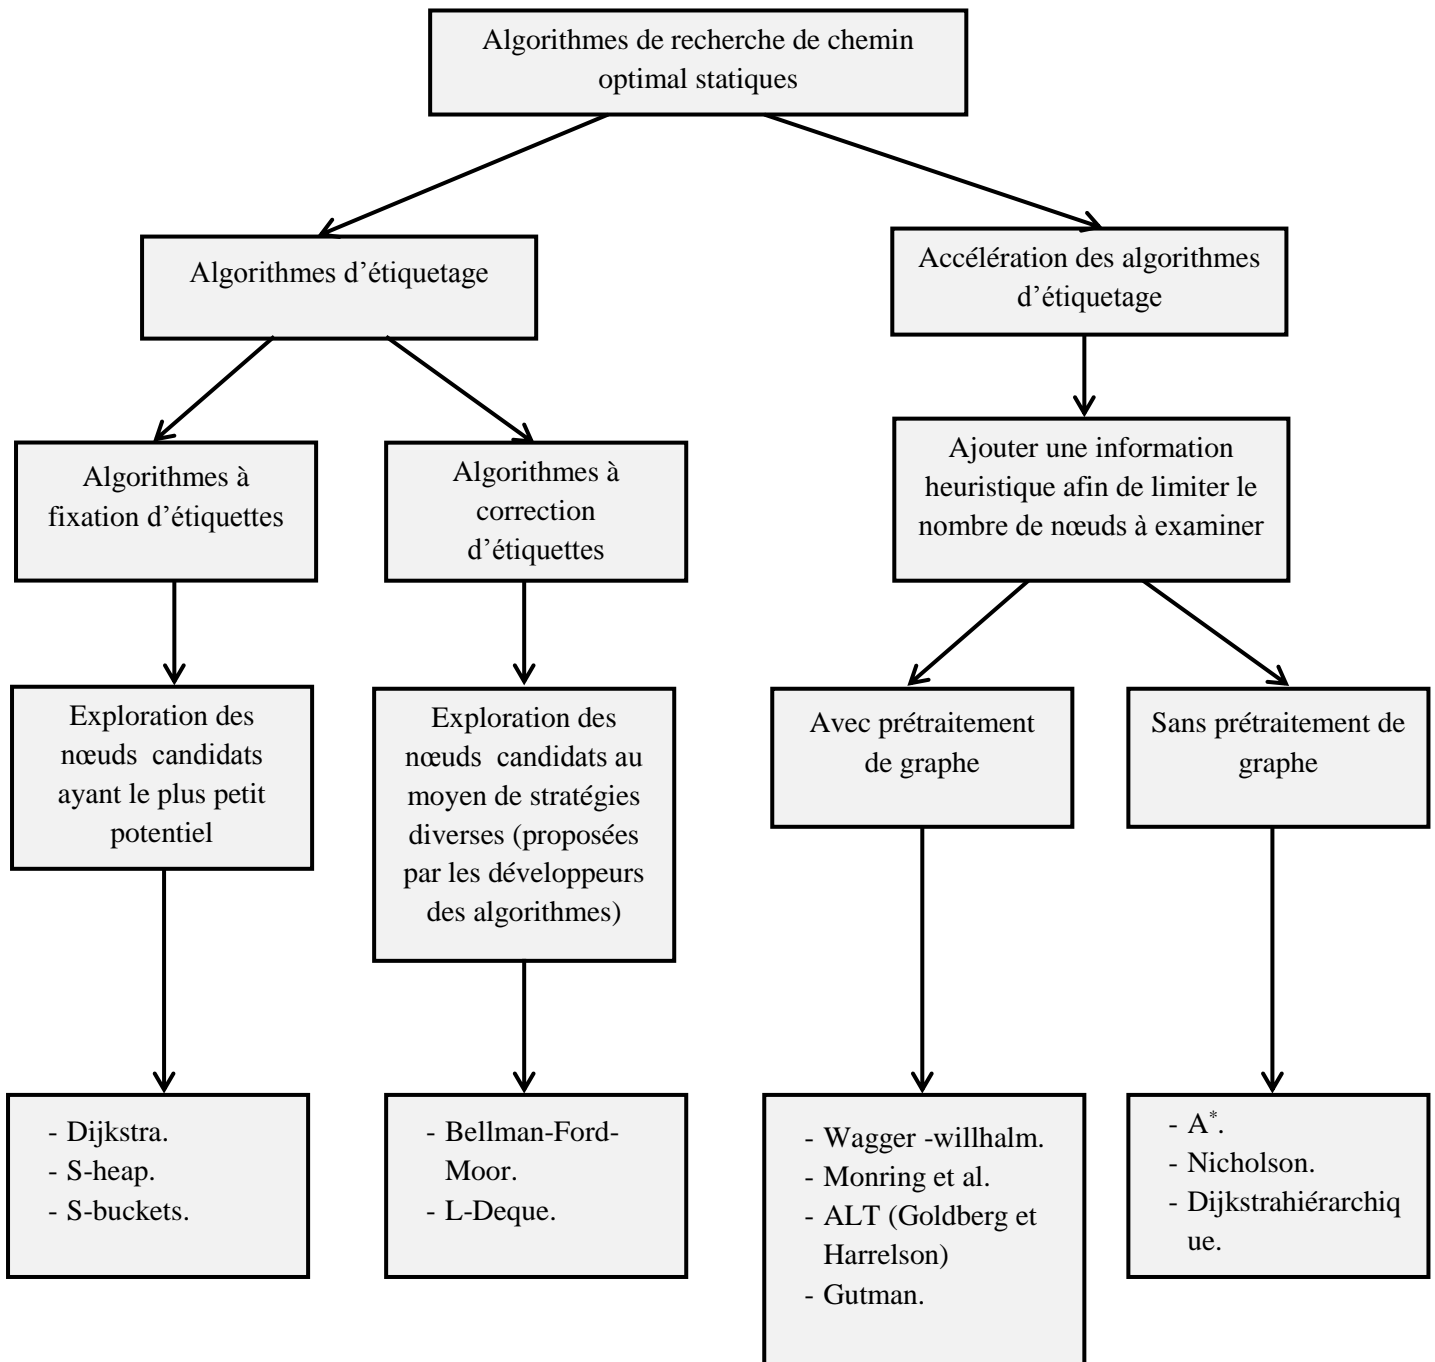 Algorithmes de recherche de chemin
optimal statiques
Algorithmes d’étiquetage
Accélération des algorithmes
d’étiquetage
Algorithmes à
fixation d’étiquettes
Algorithmes à
correction
d’étiquettes
Ajouter une information
heuristique afin de limiter le
nombre de nœuds à examiner
Exploration des
nœuds candidats
ayant le plus petit
potentiel
Exploration des
nœuds candidats au
moyen de stratégies
diverses (proposées
par les développeurs
des algorithmes)
Avec prétraitement
de graphe
Sans prétraitement de
graphe
- Dijkstra.
- S-heap.
- S-buckets.
- Bellman-Ford-
Moor.
- L-Deque.
- Wagger -willhalm.
- Monring et al.
- ALT (Goldberg et
Harrelson)
- Gutman.
- A*.
- Nicholson.
- Dijkstrahiérarchiq
ue.